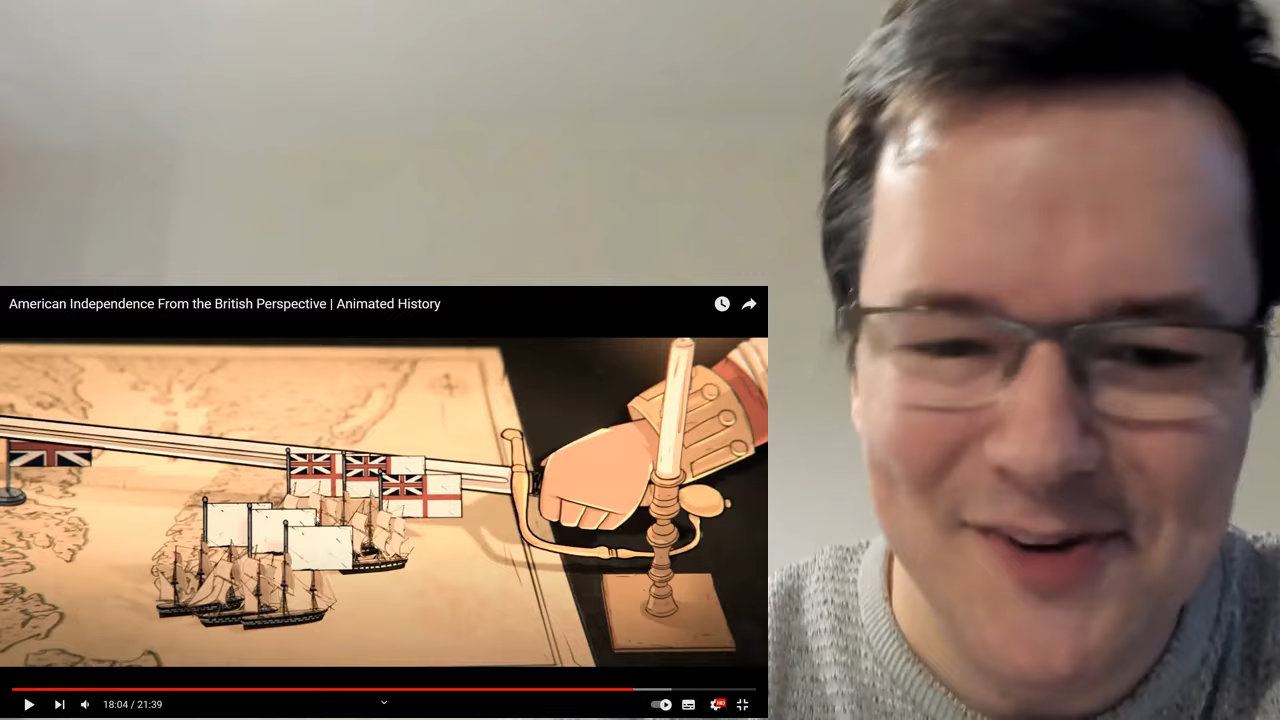 American Independence From the British Perspective | Animated History
18:04 / 21:39